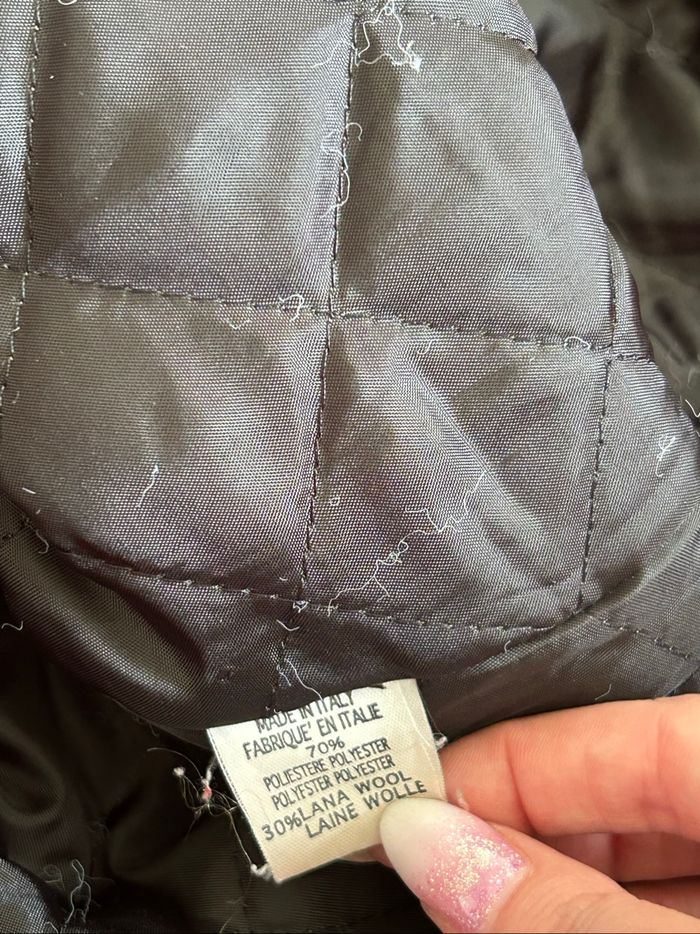 MADE IN ITALY
FABRIQUE' EN ITALIE
70%
POLIESTERE POLYESTER
POLYESTER POLYESTER
30%LANA WOOL
LAINE WOLLE